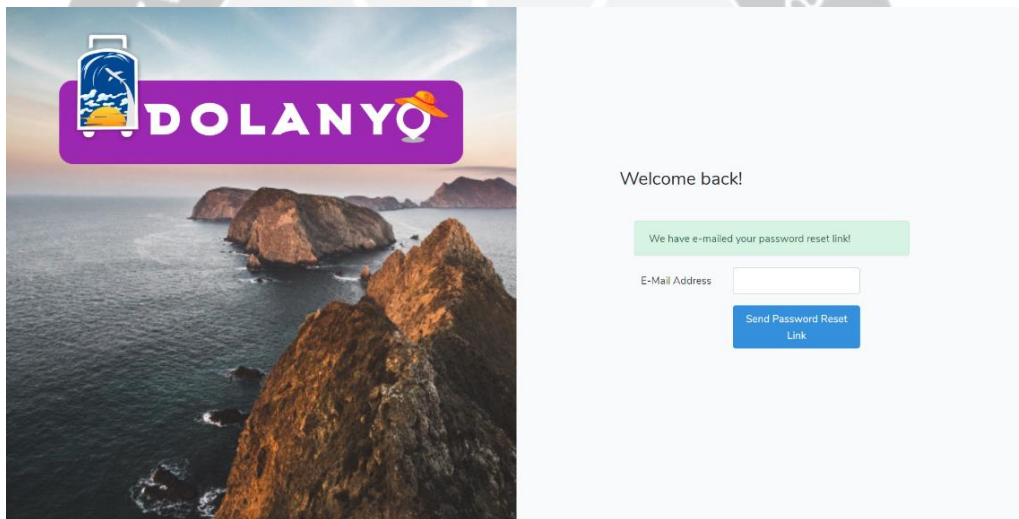 DOLANYO
Welcome back!
We have e-mailed your password reset link!
E-Mail Address
Send Password Reset
Link